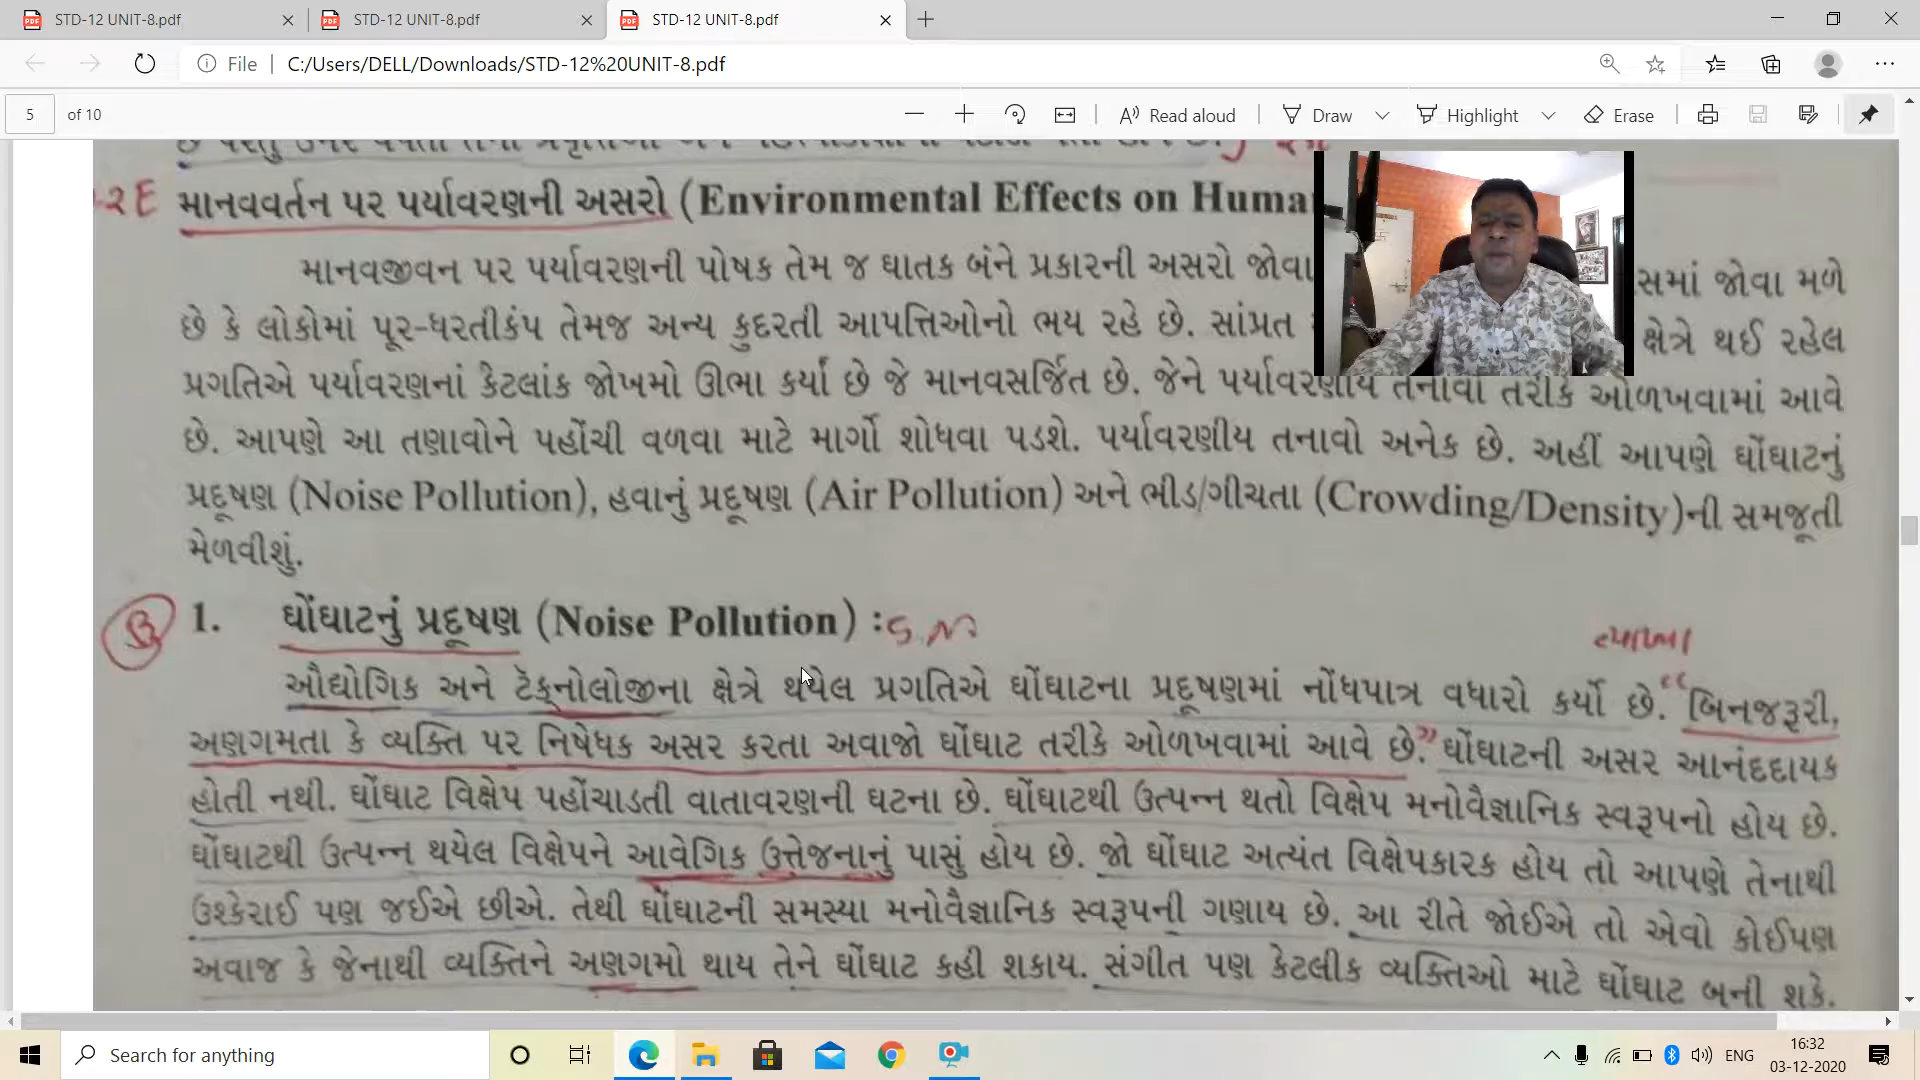 STD-12 UNIT-8.pdf
STD-12 UNIT-8.pdf
STD-12 UNIT-8.pdf
File
C:/Users/DELL/Downloads/STD-12%20UNIT-8.pdf
5 of 10
Read aloud
Draw
Highlight
Erase
માનવવર્તન પર પર્યાવરણની અસરો (Environmental Effects on Huma
માનવજીવન પર પર્યાવરણની પોષક તેમ જ ઘાતક બંને પ્રકારની અસરો જોવા સમાં જોવા મળે
છે કે લોકોમાં પૂર-ધરતીકંપ તેમજ અન્ય કુદરતી આપત્તિઓનો ભય રહે છે. સાંપ્રત ક્ષેત્રે થઈ રહેલ
પ્રગતિએ પર્યાવરણનાં કેટલાંક જોખમો ઊભા કર્યાં છે જે માનવસર્જિત છે. જેને પર્યાવરણીય તનાવો તરીકે ઓળખવામાં આવે
છે. આપણે આ તણાવોને પહોંચી વળવા માટે માર્ગો શોધવા પડશે. પર્યાવરણીય તનાવો અનેક છે. અહીં આપણે ઘોંઘાટનું
પ્રદૂષણ (Noise Pollution), હવાનું પ્રદૂષણ (Air Pollution) અને ભીડ/ગીચતા (Crowding/Density)ની સમજૂતી
મેળવીશું.
1. ઘોંઘાટનું પ્રદૂષણ (Noise Pollution) :
વ્યાખ્યા
ઔદ્યોગિક અને ટેક્નોલોજીના ક્ષેત્રે થયેલ પ્રગતિએ ઘોંઘાટના પ્રદૂષણમાં નોંધપાત્ર વધારો કર્યો છે. “બિનજરૂરી,
અણગમતા કે વ્યક્તિ પર નિષેધક અસર કરતા અવાજો ઘોંઘાટ તરીકે ઓળખવામાં આવે છે.” ઘોંઘાટની અસર આનંદદાયક
હોતી નથી. ઘોંઘાટ વિક્ષેપ પહોંચાડતી વાતાવરણની ઘટના છે. ઘોંઘાટથી ઉત્પન્ન થતો વિક્ષેપ મનોવૈજ્ઞાનિક સ્વરૂપનો હોય છે.
ઘોંઘાટથી ઉત્પન્ન થયેલ વિક્ષેપને આવેગિક ઉત્તેજનાનું પાસું હોય છે. જો ઘોંઘાટ અત્યંત વિક્ષેપકારક હોય તો આપણે તેનાથી
ઉશ્કેરાઈ પણ જઈએ છીએ. તેથી ઘોંઘાટની સમસ્યા મનોવૈજ્ઞાનિક સ્વરૂપની ગણાય છે. આ રીતે જોઈએ તો એવો કોઈપણ
અવાજ કે જેનાથી વ્યક્તિને અણગમો થાય તેને ઘોંઘાટ કહી શકાય. સંગીત પણ કેટલીક વ્યક્તિઓ માટે ઘોંઘાટ બની શકે.
Search for anything
ENG
16:32
03-12-2020